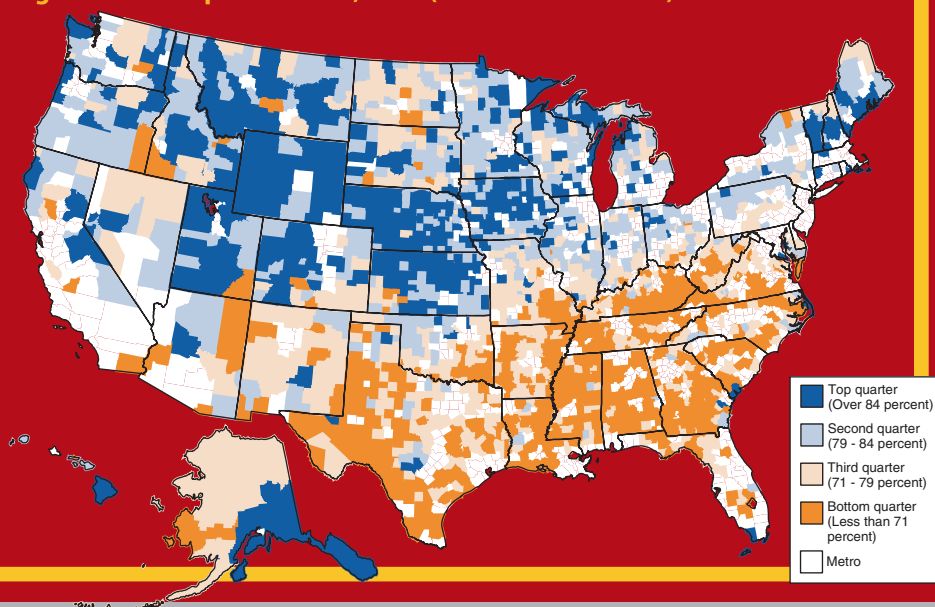 Top quarter
(Over 84 percent)
Second quarter
(79 - 84 percent)
Third quarter
(71 - 79 percent)
Bottom quarter
(Less than 71
percent)
Metro